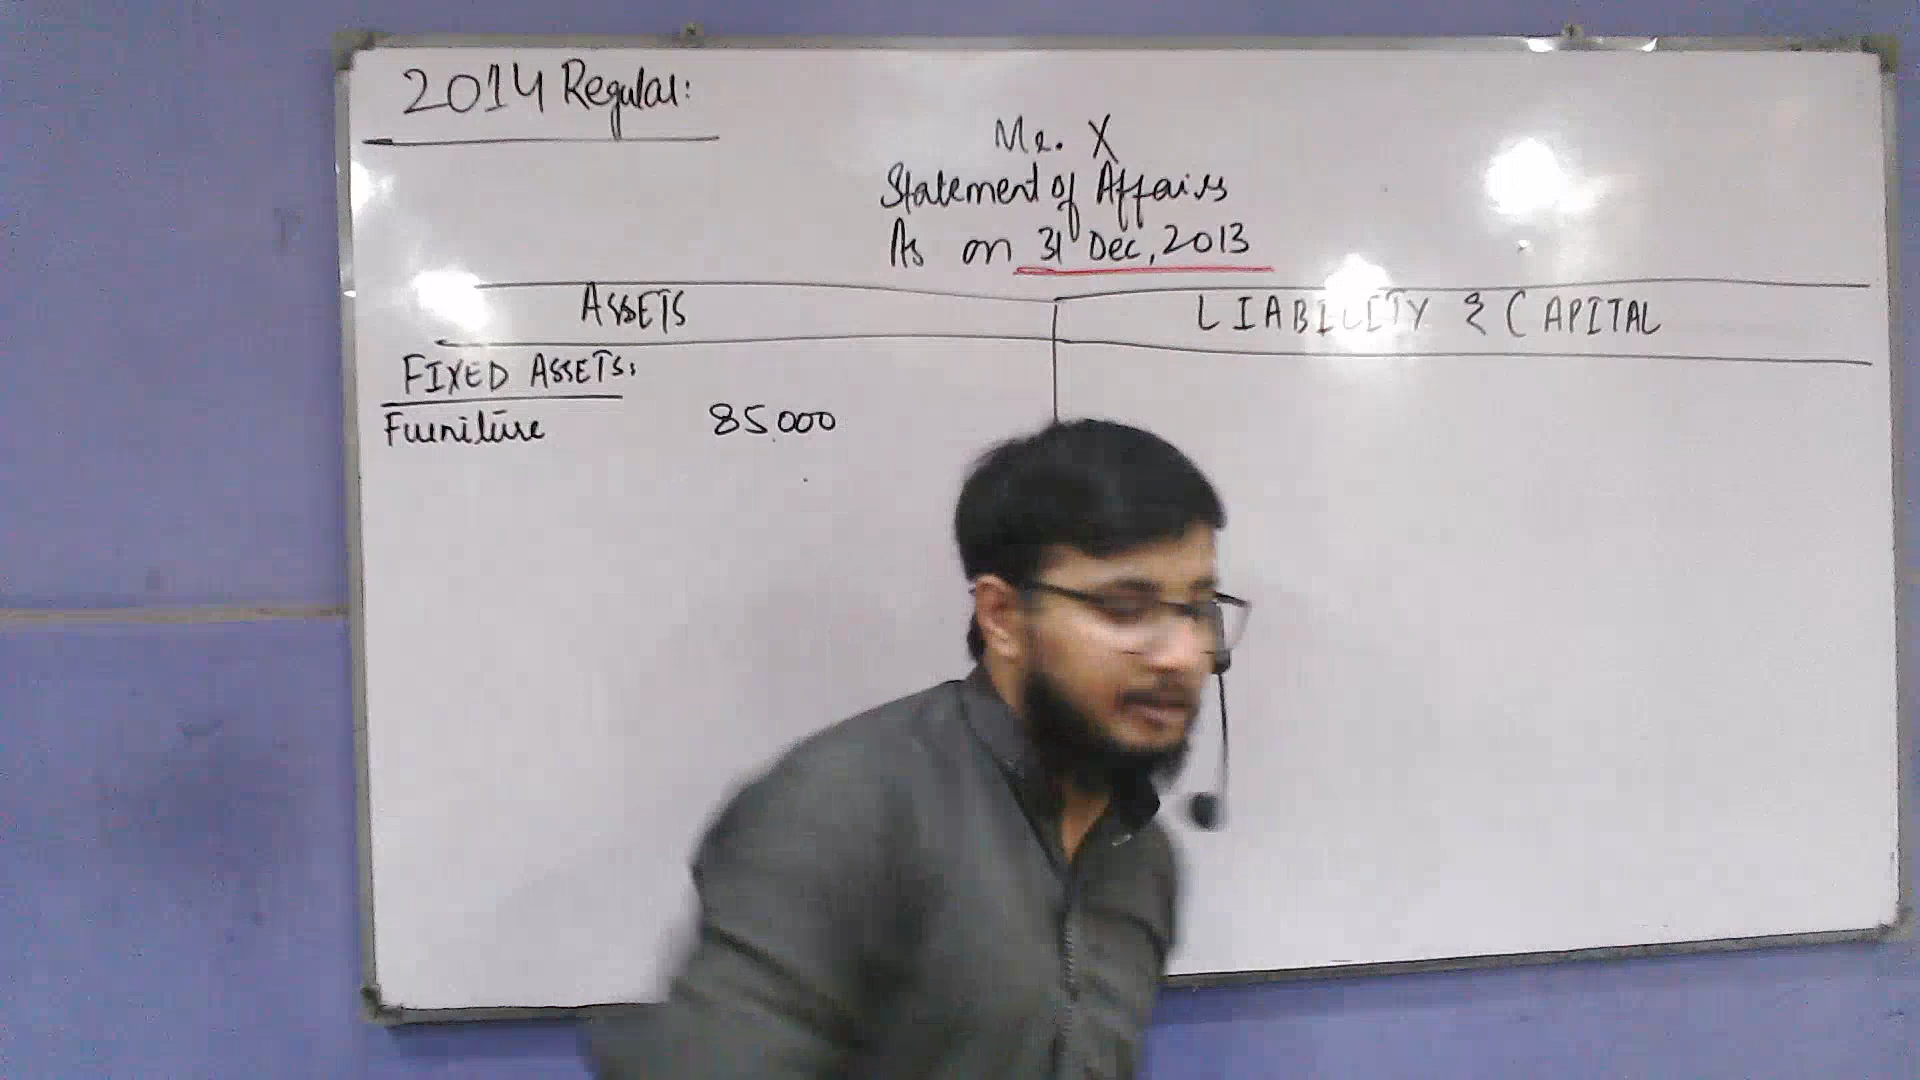 2014 Regular:
Mr. X
Statement of Affairs
As on 31 Dec, 2013
ASSETS
LIABILITY & CAPITAL
FIXED ASSETS:
Furniture 85,000